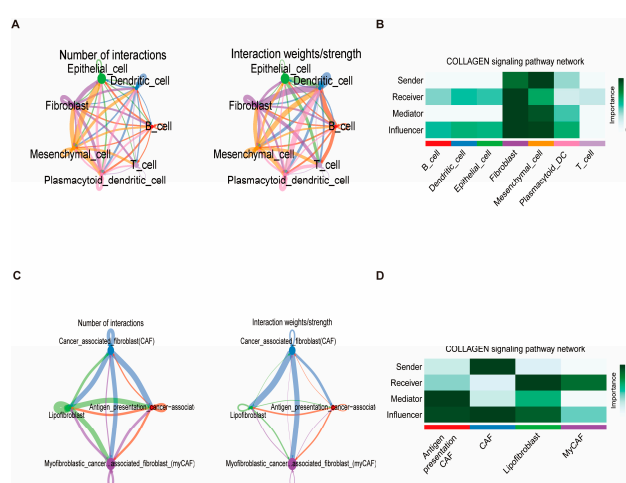 A
B
Number of interactions
Interaction weights/strength
Epithelial_cell
Dendritic_cell
Fibroblast
B_cell
Mesenchymal_cell
T_cell
Plasmacytoid_dendritic_cell
Epithelial_cell
Dendritic_cell
Fibroblast
B_cell
Mesenchymal_cell
T_cell
Plasmacytoid_dendritic_cell
COLLAGEN signaling pathway network
Sender
Receiver
Mediator
Influencer
Importance
B_cell
Dendritic_cell
Epithelial_cell
Fibroblast
Mesenchymal_cell
Plasmacytoid_DC
T_cell
C
D
Number of interactions
Cancer_associated_fibroblast(CAF)
Antigen_presentation_cancer-associat
Lipofibroblast
Myofibroblastic_cancer_associated_fibroblast_(myCAF)
Interaction weights/strength
Cancer_associated_fibroblast(CAF)
Lipofibroblast
Antigen_presentation_cancer-associat
Myofibroblastic_cancer_associated_fibroblast_(myCAF)
COLLAGEN signaling pathway network
Sender
Receiver
Mediator
Influencer
Importance
Antigen
presentation
CAF
CAF
Lipofibroblast
MyCAF